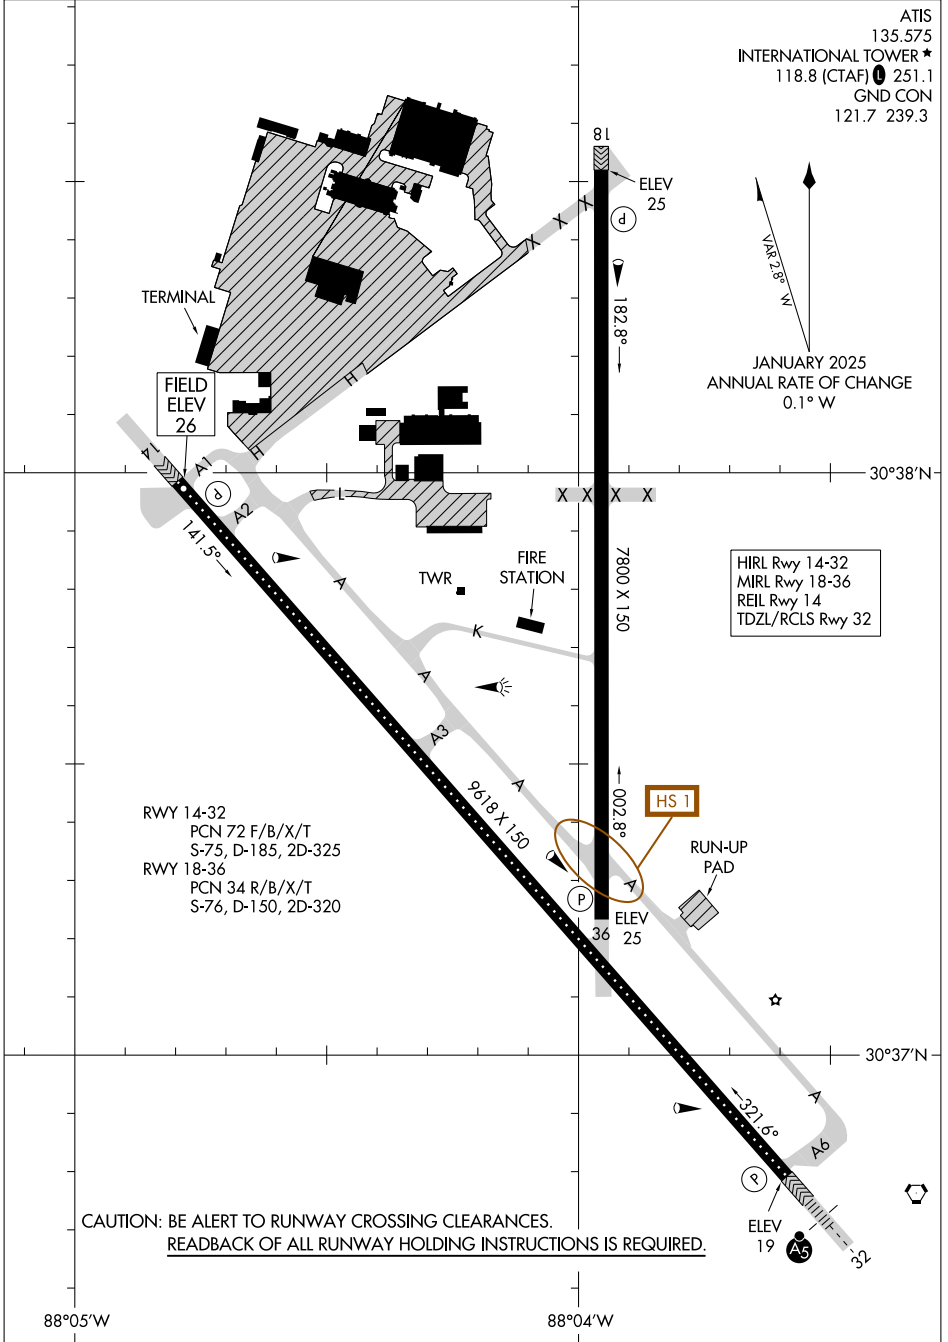 ATIS
135.575
INTERNATIONAL TOWER ★
118.8 (CTAF) L 251.1
GND CON
121.7 239.3
18
ELEV
25
P
VAR 2.8° W
182.8°
TERMINAL
JANUARY 2025
ANNUAL RATE OF CHANGE
0.1° W
H
FIELD
ELEV
26
14
A1
H
30°38'N
P
A2
L
X X X X
X X X
141.5°
7800 X 150
FIRE
STATION
TWR
A
HIRL Rwy 14-32
MIRL Rwy 18-36
REIL Rwy 14
TDZL/RCLS Rwy 32
K
A
A3
A
9618 X 150
002.8°
HS 1
RWY 14-32
PCN 72 F/B/X/T
S-75, D-185, 2D-325
RWY 18-36
PCN 34 R/B/X/T
S-76, D-150, 2D-320
RUN-UP
PAD
A
P
ELEV
25
36
30°37'N
321.6°
A
A6
P
ELEV
19
A5
32
CAUTION: BE ALERT TO RUNWAY CROSSING CLEARANCES.
READBACK OF ALL RUNWAY HOLDING INSTRUCTIONS IS REQUIRED.
88°05'W
88°04'W